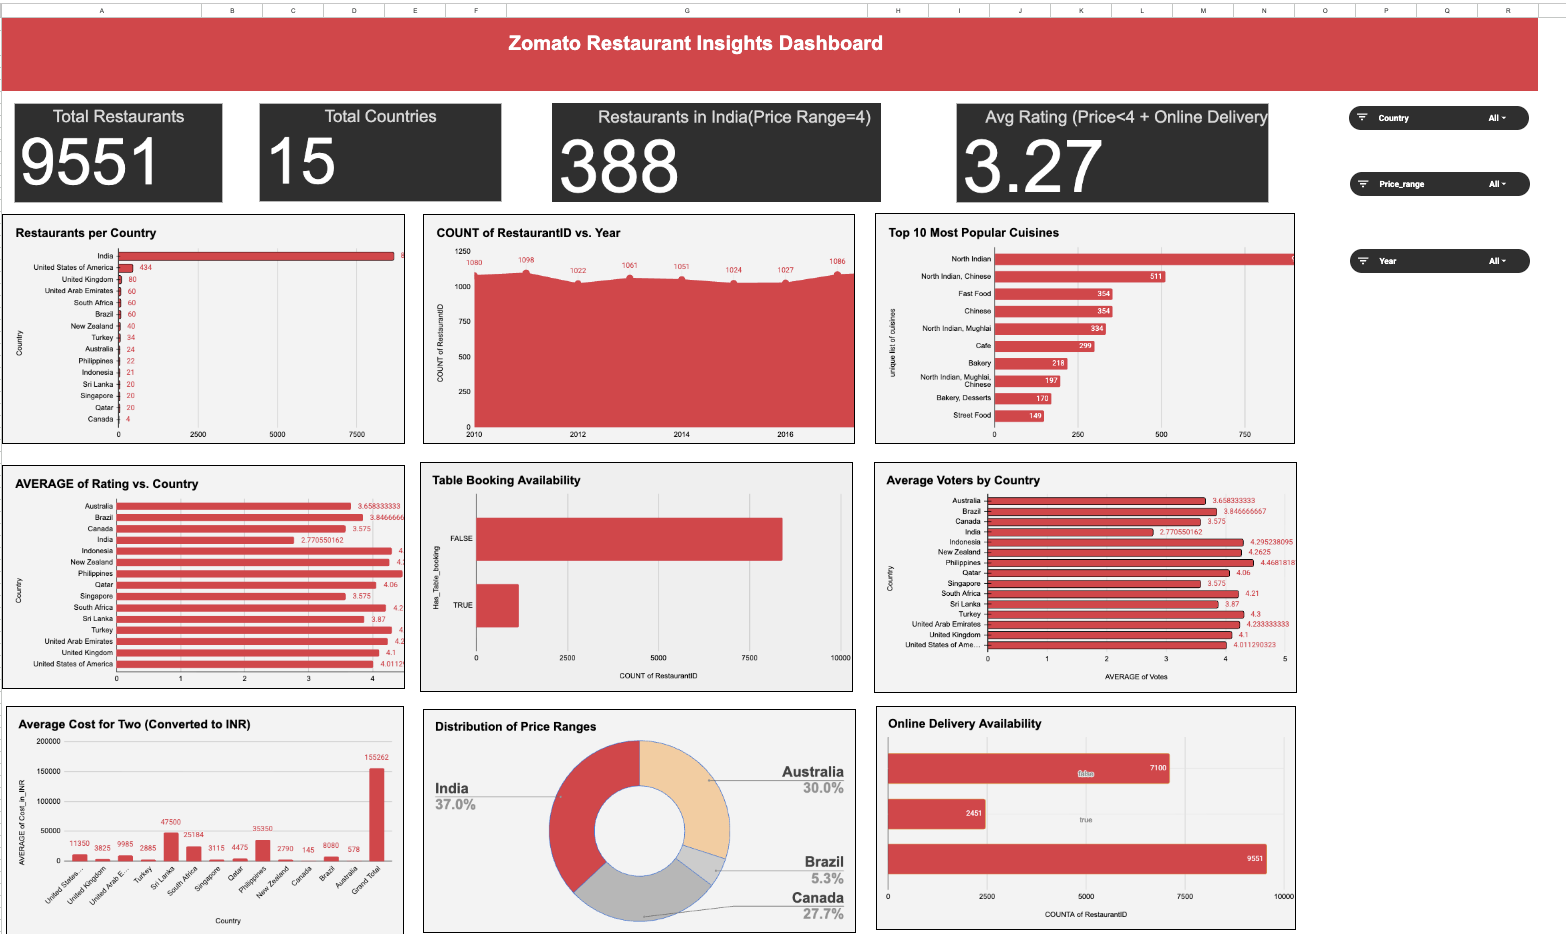 A B C D E F G H I J K L M N O P Q R
Zomato Restaurant Insights Dashboard
Total Restaurants
9551
Total Countries
15
Restaurants in India(Price Range=4)
388
Avg Rating (Price<4 + Online Delivery
3.27
Country All
Price_range All
Year All
Restaurants per Country
Country
India 8
United States of America 434
United Kingdom 80
United Arab Emirates 60
South Africa 60
Brazil 60
New Zealand 40
Turkey 34
Australia 24
Philippines 22
Indonesia 21
Sri Lanka 20
Singapore 20
Qatar 20
Canada 4
0 2500 5000 7500
COUNT of RestaurantID vs. Year
COUNT of RestaurantID
1250
1000
750
500
250
0
1080 1098 1022 1061 1051 1024 1027 1086
2010 2012 2014 2016
Top 10 Most Popular Cuisines
unique list of cuisines
North Indian
North Indian, Chinese 511
Fast Food 354
Chinese 354
North Indian, Mughlai 334
Cafe 299
Bakery 218
North Indian, Mughlai,
Chinese 197
Bakery, Desserts 170
Street Food 149
0 250 500 750
AVERAGE of Rating vs. Country
Country
Australia 3.658333333
Brazil 3.8466666
Canada 3.575
India 2.770550162
Indonesia 4.
New Zealand 4.2
Philippines
Qatar 4.06
Singapore 3.575
South Africa 4.2
Sri Lanka 3.87
Turkey 4
United Arab Emirates 4.2
United Kingdom 4.1
United States of America 4.0112
0 1 2 3 4
Table Booking Availability
Has_Table_booking
FALSE
TRUE
0 2500 5000 7500 10000
COUNT of RestaurantID
Average Voters by Country
Country
Australia 3.658333333
Brazil 3.846666667
Canada 3.575
India 2.770550162
Indonesia 4.295238095
New Zealand 4.2625
Philippines 4.4681818
Qatar 4.06
Singapore 3.575
South Africa 4.21
Sri Lanka 3.87
Turkey 4.3
United Arab Emirates 4.233333333
United Kingdom 4.1
United States of Ame... 4.011290323
0 1 2 3 4 5
AVERAGE of Votes
Average Cost for Two (Converted to INR)
AVERAGE of Cost_in_INR
200000
150000
100000
50000
0
11350 3825 9985 2885 47500 25184 3115 4475 35350 2790 145 8080 578 155262
United States... United Kingdom United Arab E... Turkey Sri Lanka South Africa Singapore Qatar Philippines New Zealand Canada Brazil Australia Grand Total
Country
Distribution of Price Ranges
India
37.0%
Australia
30.0%
Brazil
5.3%
Canada
27.7%
Online Delivery Availability
7100
false
2451
true
9551
0 2500 5000 7500 10000
COUNTA of RestaurantID